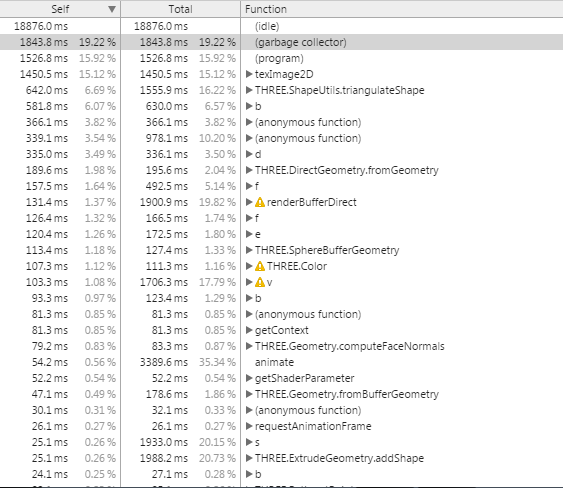 Self Total Function
18876.0 ms 18876.0 ms (idle)
1843.8 ms 19.22 % 1843.8 ms 19.22 % (garbage collector)
1526.8 ms 15.92 % 1526.8 ms 15.92 % (program)
1450.5 ms 15.12 % 1450.5 ms 15.12 % texImage2D
642.0 ms 6.69 % 1555.9 ms 16.22 % THREE.ShapeUtils.triangulateShape
581.8 ms 6.07 % 630.0 ms 6.57 % b
366.1 ms 3.82 % 366.1 ms 3.82 % (anonymous function)
339.1 ms 3.54 % 978.1 ms 10.20 % (anonymous function)
335.0 ms 3.49 % 336.1 ms 3.50 % d
189.6 ms 1.98 % 195.6 ms 2.04 % THREE.DirectGeometry.fromGeometry
157.5 ms 1.64 % 492.5 ms 5.14 % f
131.4 ms 1.37 % 1900.9 ms 19.82 % renderBufferDirect
126.4 ms 1.32 % 166.5 ms 1.74 % f
120.4 ms 1.26 % 172.5 ms 1.80 % e
113.4 ms 1.18 % 127.4 ms 1.33 % THREE.SphereBufferGeometry
107.3 ms 1.12 % 111.3 ms 1.16 % THREE.Color
103.3 ms 1.08 % 1706.3 ms 17.79 % v
93.3 ms 0.97 % 123.4 ms 1.29 % b
81.3 ms 0.85 % 81.3 ms 0.85 % (anonymous function)
81.3 ms 0.85 % 81.3 ms 0.85 % getContext
79.2 ms 0.83 % 83.3 ms 0.87 % THREE.Geometry.computeFaceNormals
54.2 ms 0.56 % 3389.6 ms 35.34 % animate
52.2 ms 0.54 % 52.2 ms 0.54 % getShaderParameter
47.1 ms 0.49 % 178.6 ms 1.86 % THREE.Geometry.fromBufferGeometry
30.1 ms 0.31 % 32.1 ms 0.33 % (anonymous function)
26.1 ms 0.27 % 26.1 ms 0.27 % requestAnimationFrame
25.1 ms 0.26 % 1933.0 ms 20.15 % s
25.1 ms 0.26 % 1988.2 ms 20.73 % THREE.ExtrudeGeometry.addShape
24.1 ms 0.25 % 27.1 ms 0.28 % b